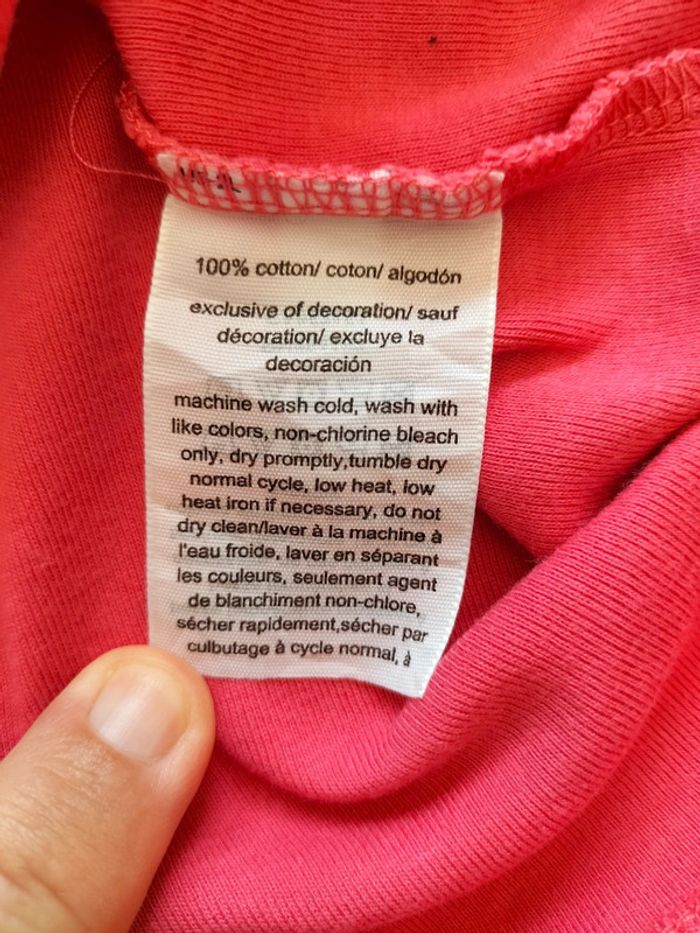 100% cotton/ coton/ algodón
exclusive of decoration/ sauf
décoration/ excluye la
decoración
machine wash cold, wash with
like colors, non-chlorine bleach
only, dry promptly,tumble dry
normal cycle, low heat, low
heat iron if necessary, do not
dry clean/laver à la machine à
l'eau froide, laver en séparant
les couleurs, seulement agent
de blanchiment non-chlore,
sécher rapidement,sécher par
culbutage à cycle normal, à